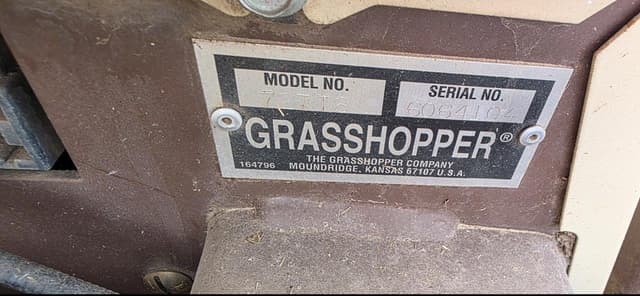 MODEL NO.
SERIAL NO.
GRASSHOPPER®
THE GRASSHOPPER COMPANY
164796 MOUNDRIDGE, KANSAS 67107 U.S.A.